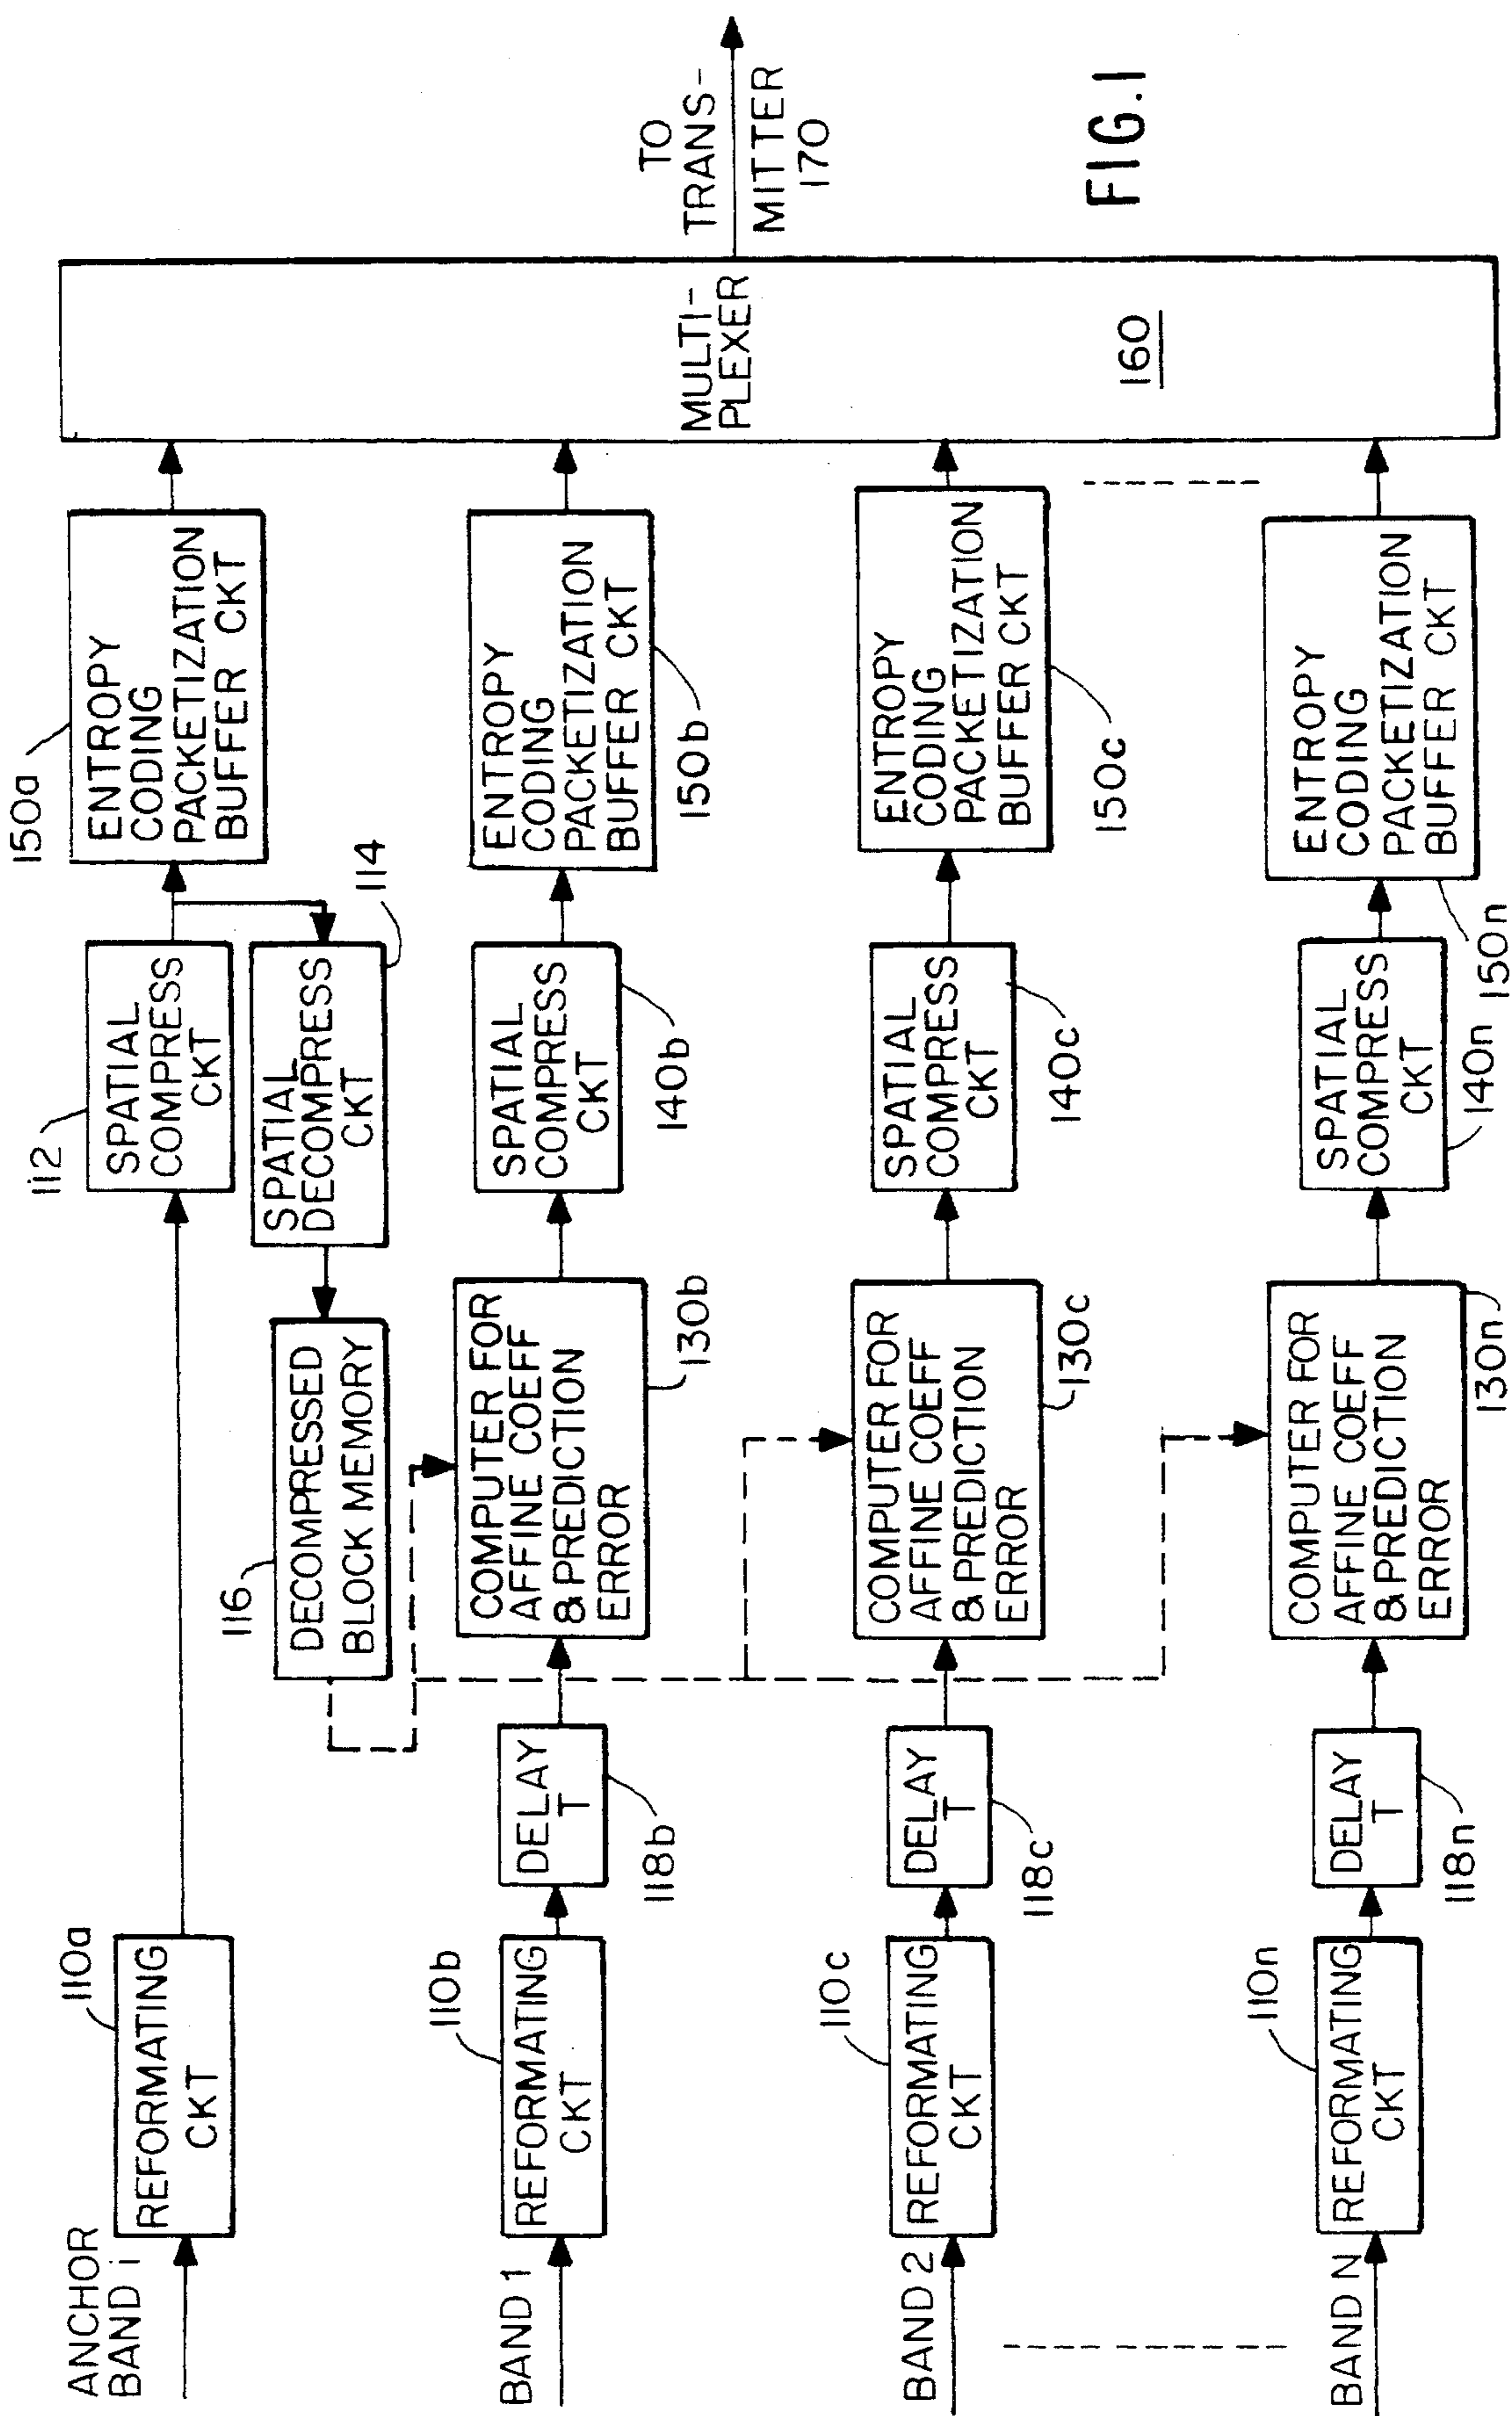 ANCHOR
BAND i
110a
REFORMATING
CKT
112
SPATIAL
COMPRESS
CKT
150a
ENTROPY
CODING
PACKETIZATION
BUFFER CKT
116
DECOMPRESSED
BLOCK MEMORY
SPATIAL
DECOMPRESS
CKT
114
BAND 1
110b
REFORMATING
CKT
DELAY
T
118b
COMPUTER FOR
AFFINE COEFF
& PREDICTION
ERROR
130b
SPATIAL
COMPRESS
CKT
140b
ENTROPY
CODING
PACKETIZATION
BUFFER CKT
150b
BAND 2
110c
REFORMATING
CKT
DELAY
T
118c
COMPUTER FOR
AFFINE COEFF
& PREDICTION
ERROR
130c
SPATIAL
COMPRESS
CKT
140c
ENTROPY
CODING
PACKETIZATION
BUFFER CKT
150c
BAND N
110n
REFORMATING
CKT
DELAY
T
118n
COMPUTER FOR
AFFINE COEFF
& PREDICTION
ERROR
130n
SPATIAL
COMPRESS
CKT
140n
ENTROPY
CODING
PACKETIZATION
BUFFER CKT
150n
MULTI-
PLEXER
160
TO
TRANS-
MITTER
170
FIG.1